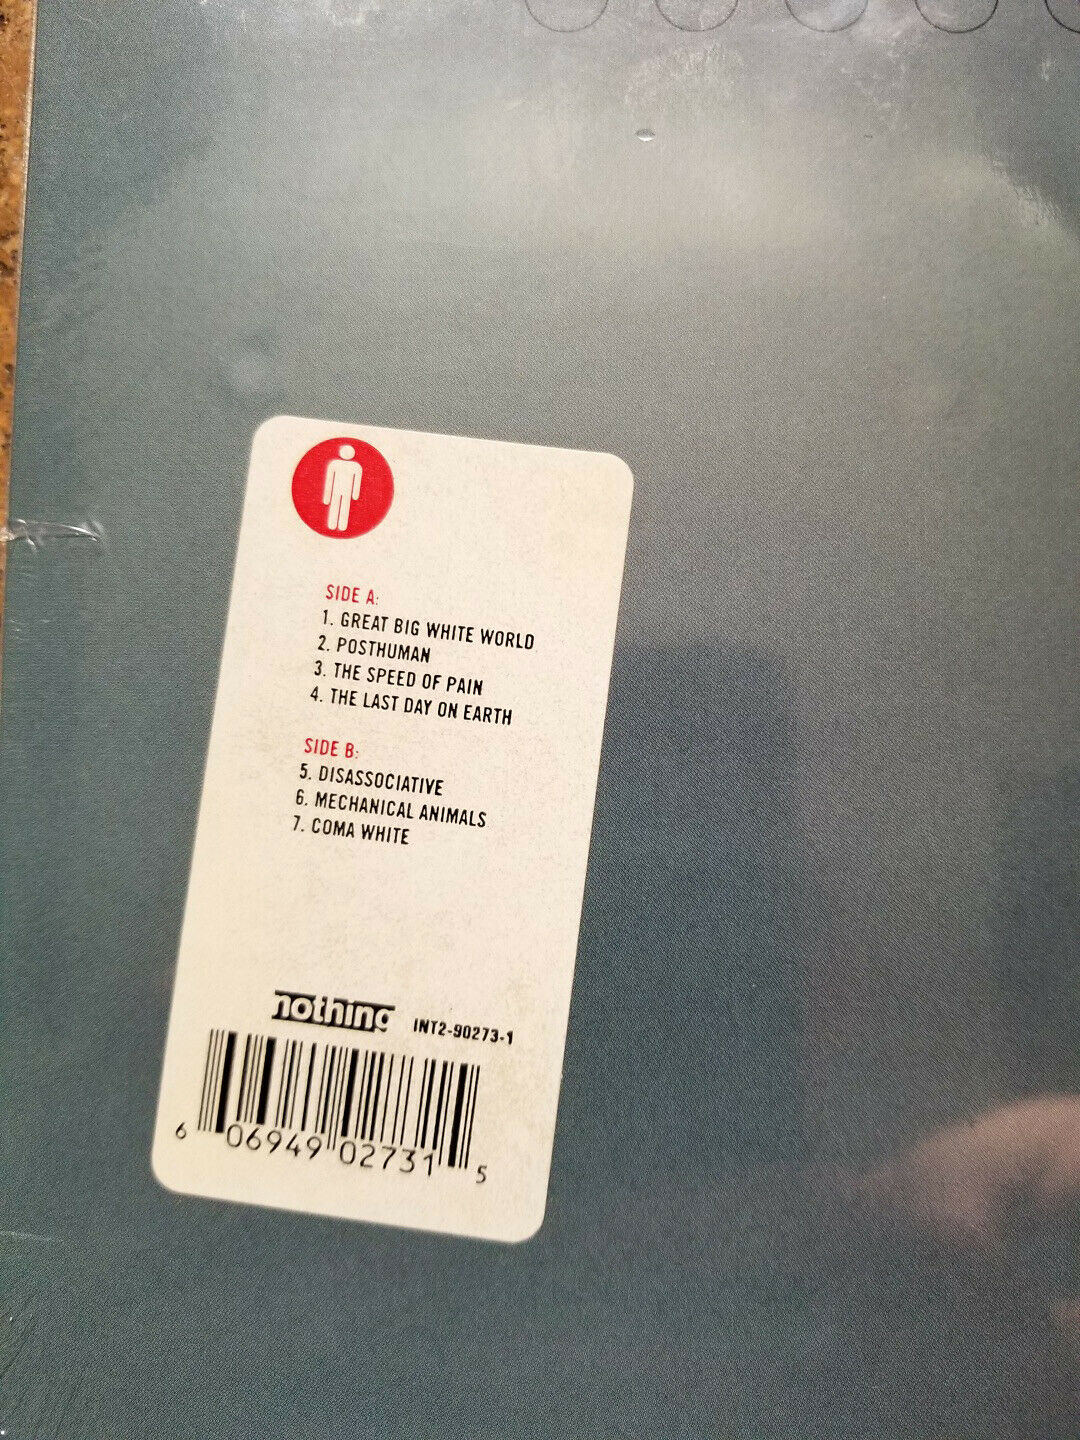 SIDE A:
1. GREAT BIG WHITE WORLD
2. POSTHUMAN
3. THE SPEED OF PAIN
4. THE LAST DAY ON EARTH
SIDE B:
5. DISASSOCIATIVE
6. MECHANICAL ANIMALS
7. COMA WHITE
nothing INT2-90273-1
6 06949 02731 5